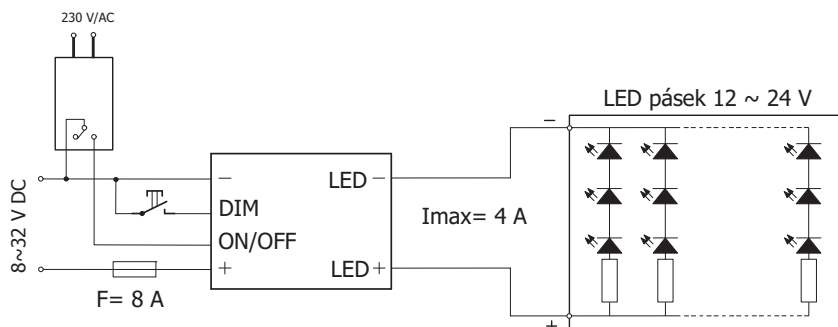 230 V/AC
LED pásek 12 ~ 24 V
−
− LED −
8~32 V DC
DIM
Imax= 4 A
ON/OFF
+ LED +
F= 8 A
+